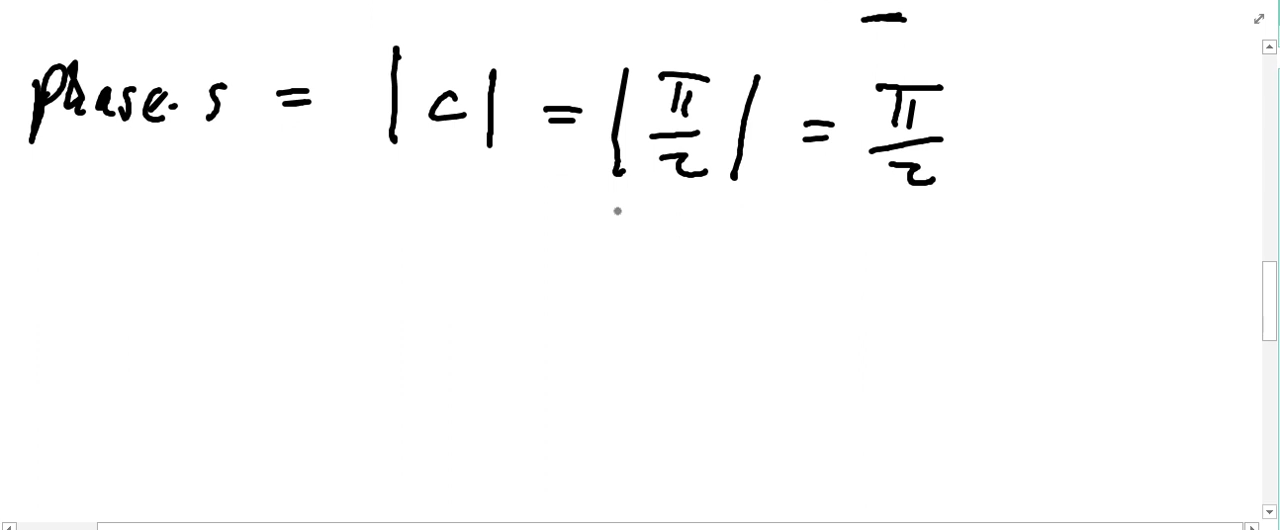 phase. s = |c| = |π/2| = π/2